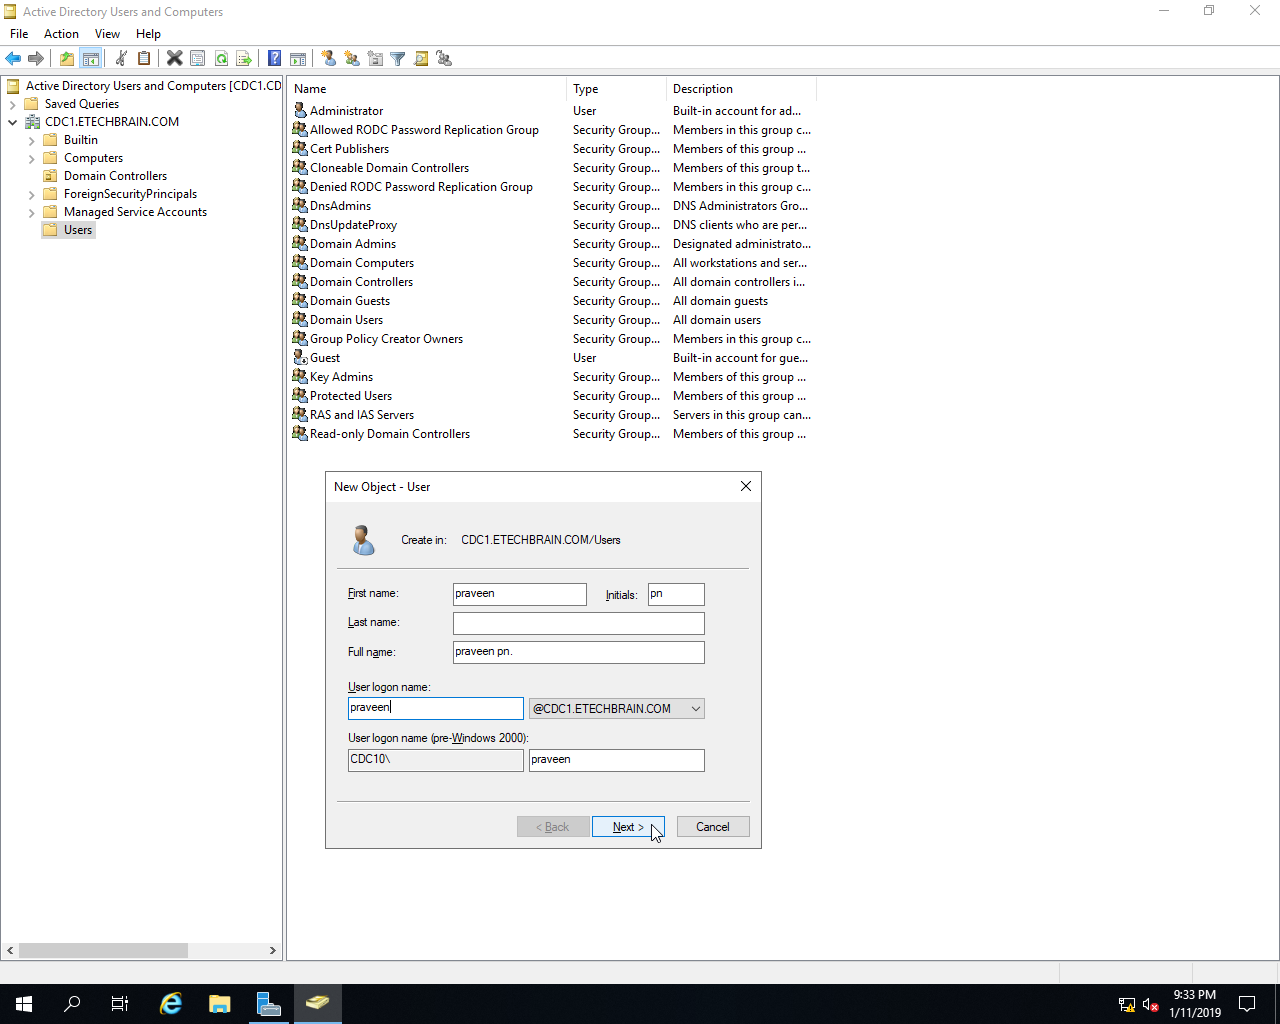 Active Directory Users and Computers
File Action View Help
Active Directory Users and Computers [CDC1.CD
Saved Queries
CDC1.ETECHBRAIN.COM
Builtin
Computers
Domain Controllers
ForeignSecurityPrincipals
Managed Service Accounts
Users
Name Type Description
Administrator User Built-in account for ad...
Allowed RODC Password Replication Group Security Group... Members in this group c...
Cert Publishers Security Group... Members of this group ...
Cloneable Domain Controllers Security Group... Members of this group t...
Denied RODC Password Replication Group Security Group... Members in this group c...
DnsAdmins Security Group... DNS Administrators Gro...
DnsUpdateProxy Security Group... DNS clients who are per...
Domain Admins Security Group... Designated administrato...
Domain Computers Security Group... All workstations and ser...
Domain Controllers Security Group... All domain controllers i...
Domain Guests Security Group... All domain guests
Domain Users Security Group... All domain users
Group Policy Creator Owners Security Group... Members in this group c...
Guest User Built-in account for gue...
Key Admins Security Group... Members of this group ...
Protected Users Security Group... Members of this group ...
RAS and IAS Servers Security Group... Servers in this group can...
Read-only Domain Controllers Security Group... Members of this group ...
New Object - User
Create in: CDC1.ETECHBRAIN.COM/Users
First name: praveen Initials: pn
Last name:
Full name: praveen pn.
User logon name:
praveen @CDC1.ETECHBRAIN.COM
User logon name (pre-Windows 2000):
CDC10\ praveen
< Back Next > Cancel
9:33 PM
1/11/2019